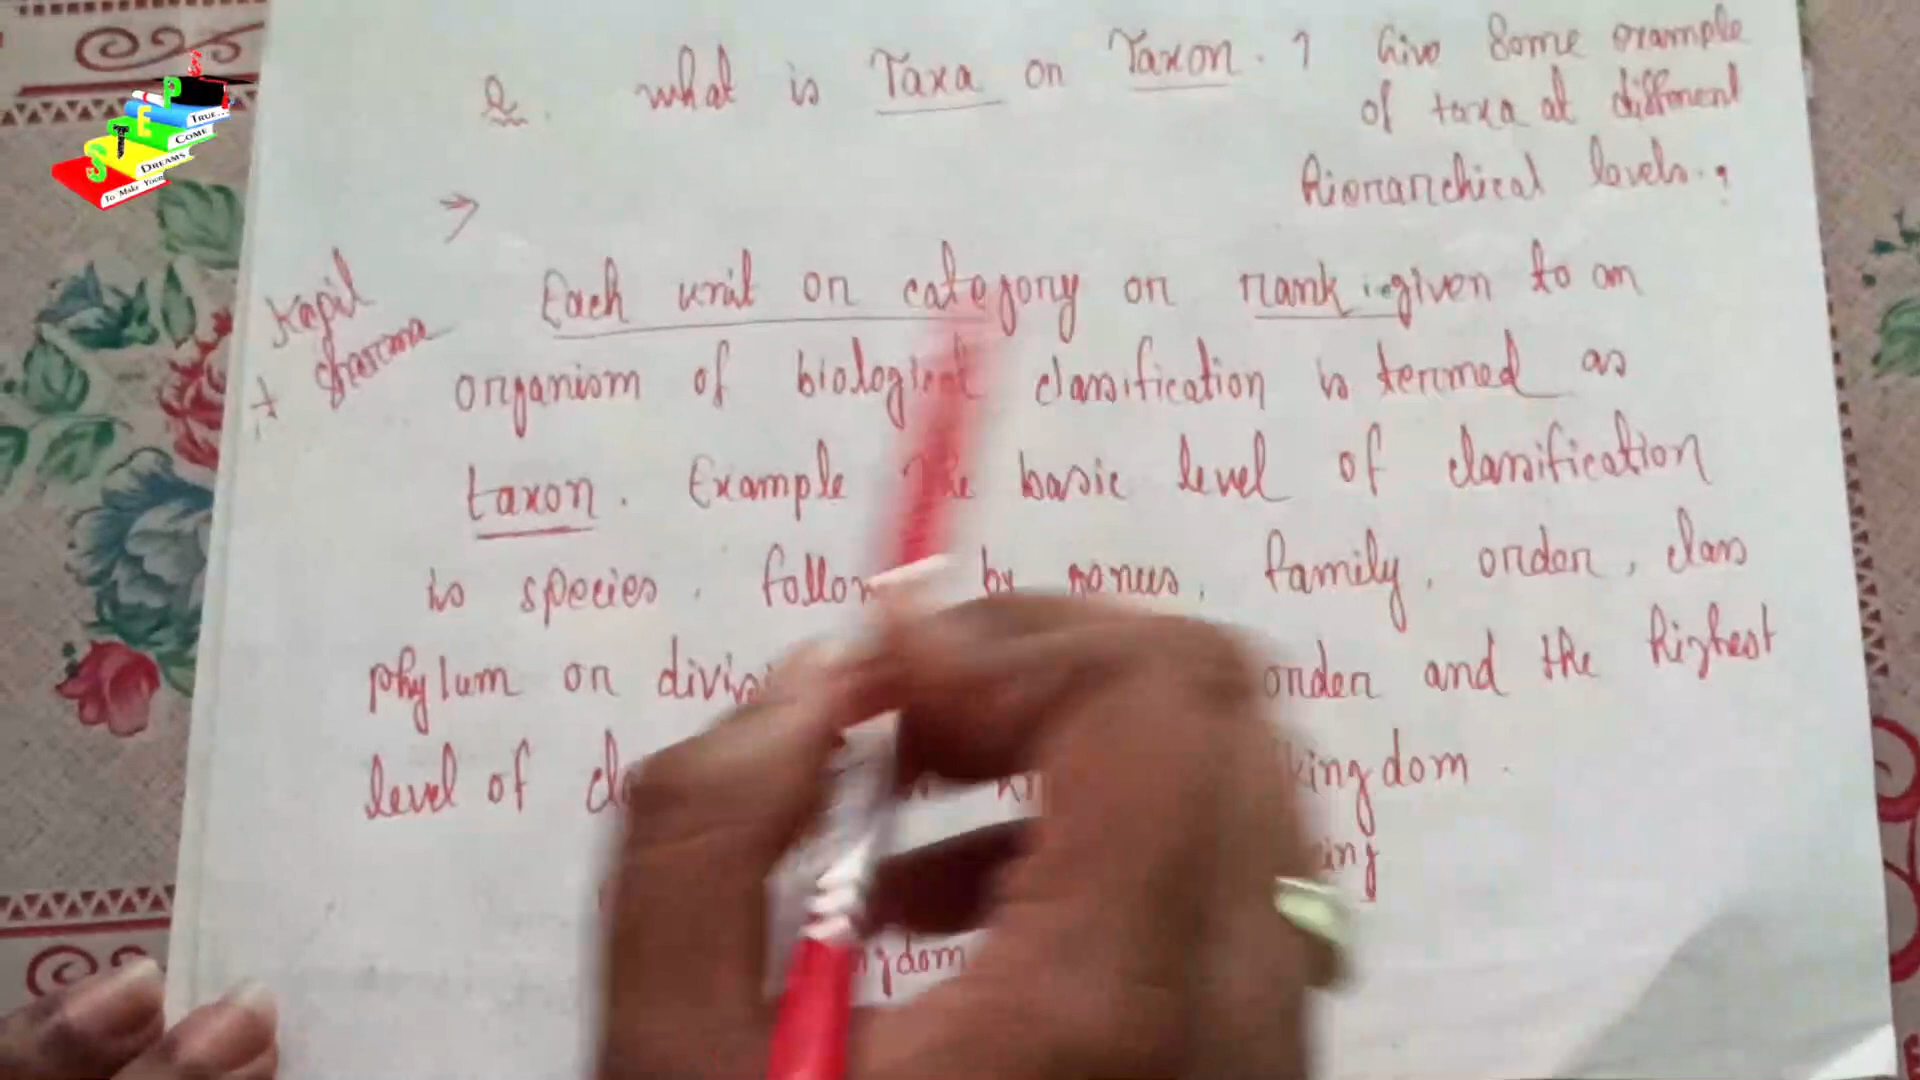 S
P
E
T
S
TRUE...
COME
DREAMS
To Make Your
Q. What is Taxa or Taxon. ? Give some example
of taxa at different
hierarchical levels. ?
→
Kapil
Sharma
Each unit or category or rank given to an
organism of biological classification is termed as
taxon. Example The basic level of classification
is species, follow by genus, family, order, class
phylum or order and the highest
level of kingdom.